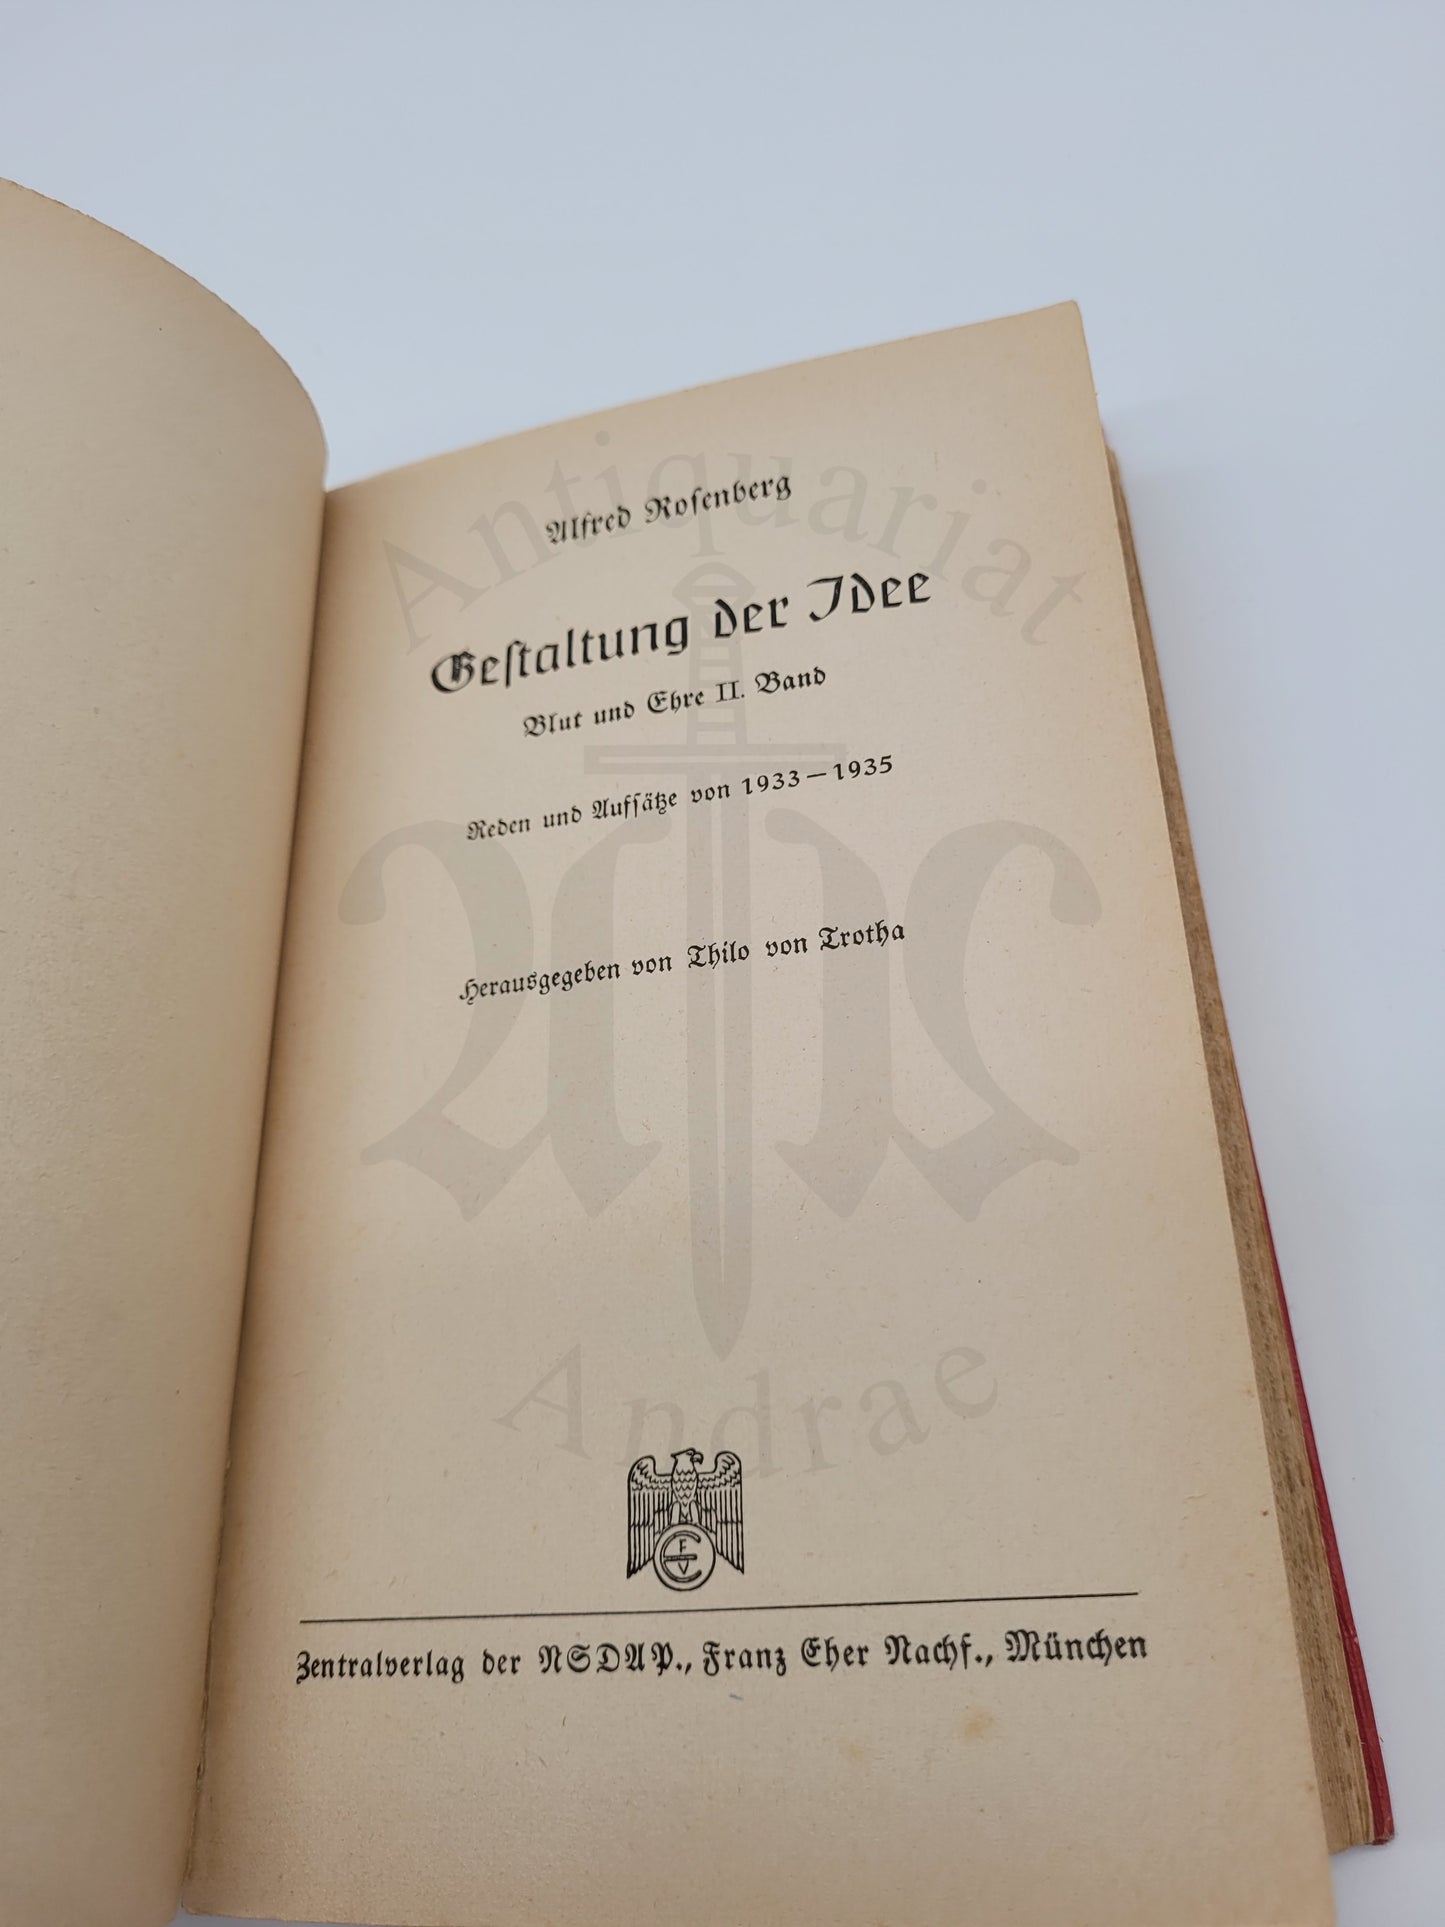 Alfred Rosenberg
Gestaltung der Idee
Blut und Ehre II. Band
Reden und Aufsätze von 1933–1935
Herausgegeben von Thilo von Trotha
F
E
V
Zentralverlag der NSDAP., Franz Eher Nachf., München
Antiquariat
Andrae